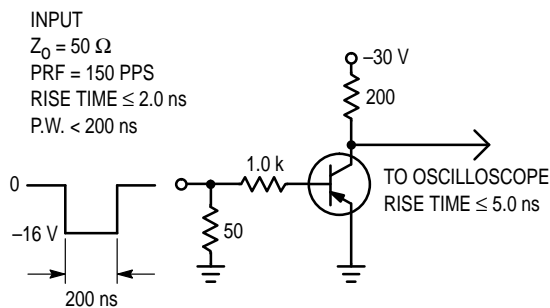 INPUT
Z₀ = 50 Ω
PRF = 150 PPS
RISE TIME ≤ 2.0 ns
P.W. < 200 ns
–30 V
200
1.0 k
TO OSCILLOSCOPE
RISE TIME ≤ 5.0 ns
0
50
–16 V
200 ns